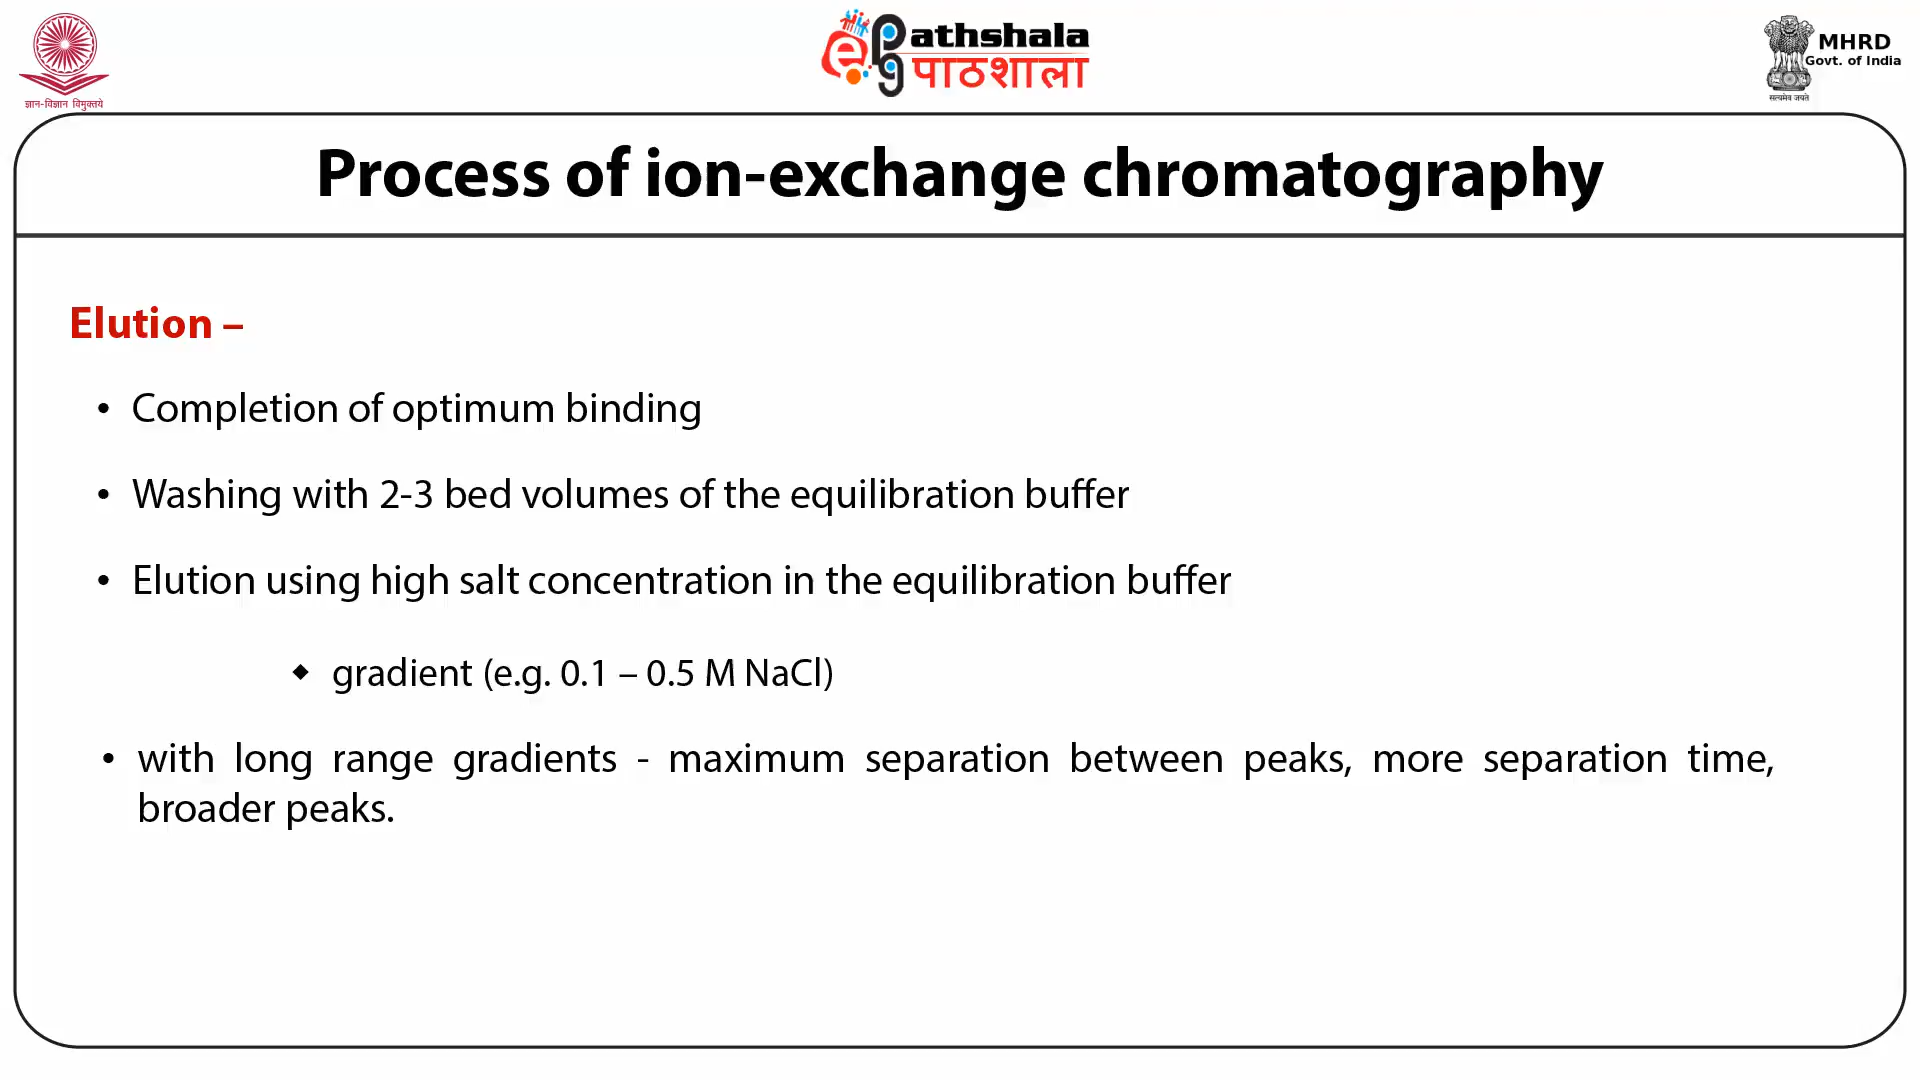 ज्ञान-विज्ञान विमुक्तये
ePathshala
पाठशाला
MHRD
Govt. of India
सत्यमेव जयते
Process of ion-exchange chromatography
Elution –
• Completion of optimum binding
• Washing with 2-3 bed volumes of the equilibration buffer
• Elution using high salt concentration in the equilibration buffer
◆ gradient (e.g. 0.1 – 0.5 M NaCl)
• with long range gradients - maximum separation between peaks, more separation time,
broader peaks.